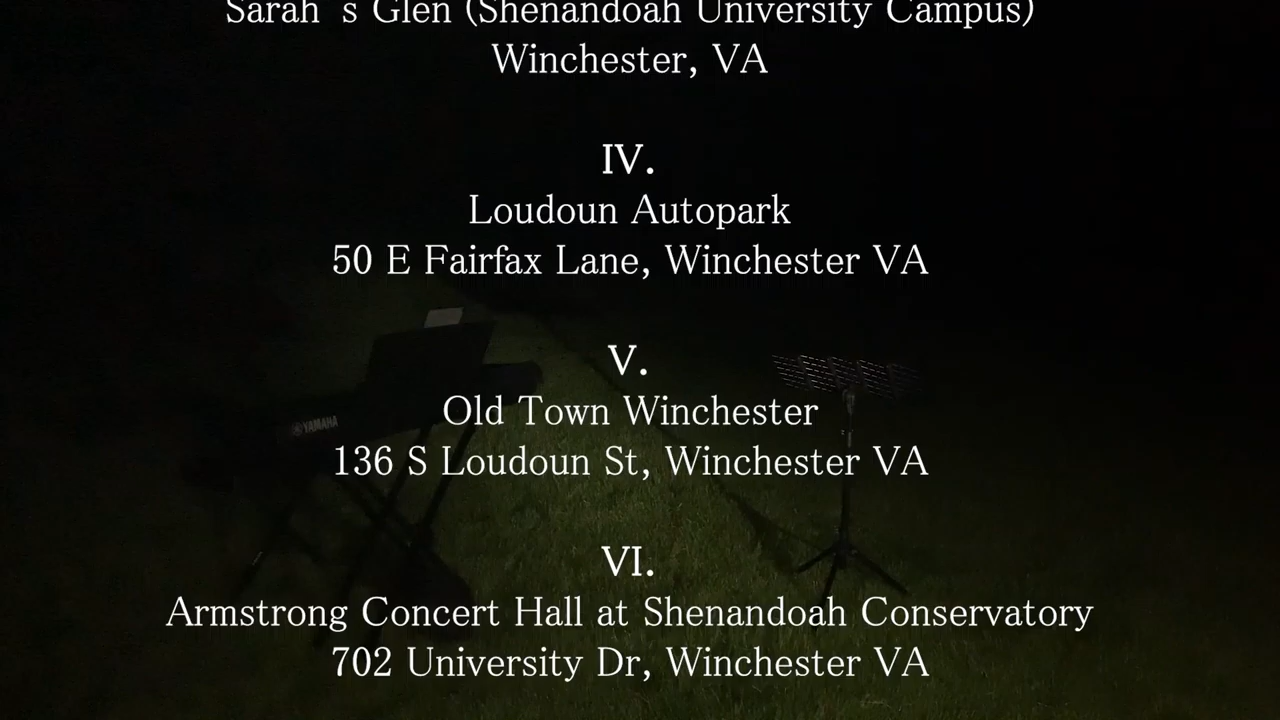 Sarah 's Glen (Shenandoah University Campus)
Winchester, VA
IV.
Loudoun Autopark
50 E Fairfax Lane, Winchester VA
V.
Old Town Winchester
136 S Loudoun St, Winchester VA
VI.
Armstrong Concert Hall at Shenandoah Conservatory
702 University Dr, Winchester VA
YAMAHA